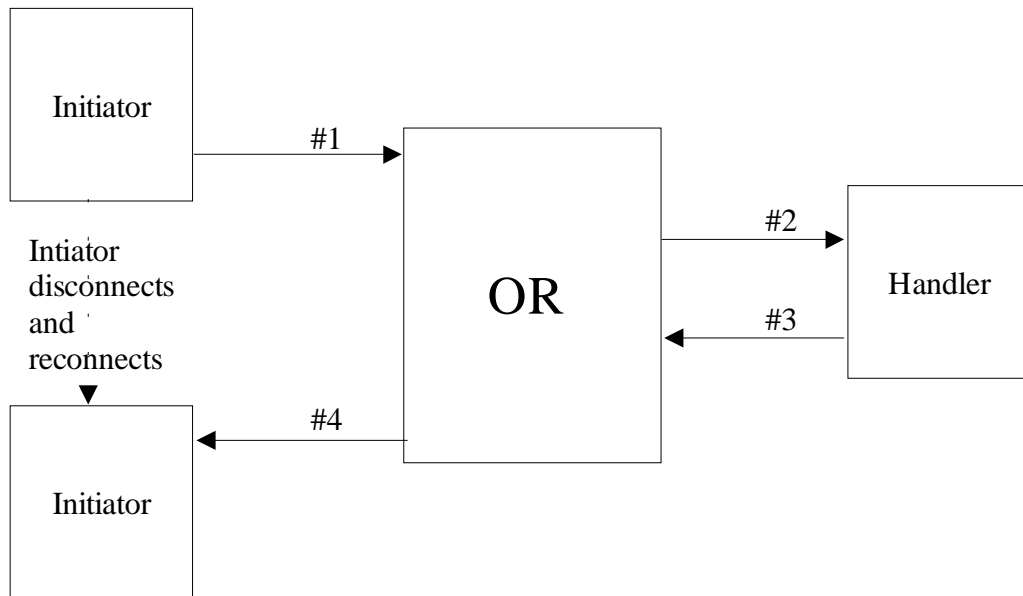 Initiator
#1
#2
Intiator
disconnects
and
reconnects
OR
Handler
#3
#4
Initiator